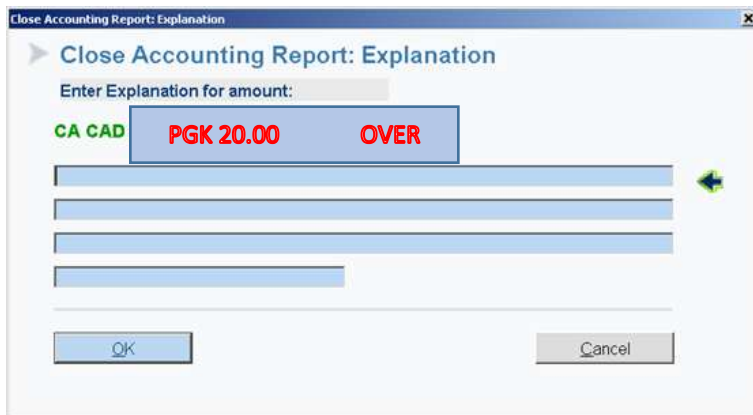 Close Accounting Report: Explanation
Close Accounting Report: Explanation
Enter Explanation for amount:
CA CAD PGK 20.00 OVER
OK Cancel